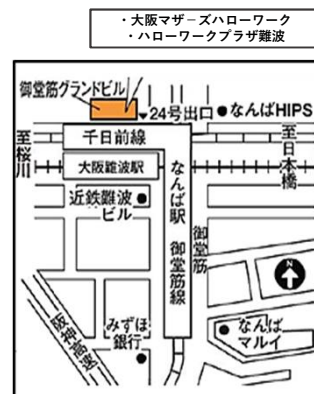 ・大阪マザーズハローワーク
・ハローワークプラザ難波
御堂筋グランドビル
24号出口
なんばHIPS
至桜川
千日前線
至日本橋
大阪難波駅
なんば駅 御堂筋線
御堂筋
近鉄難波
ビル
阪神高速
みずほ
銀行
なんば
マルイ